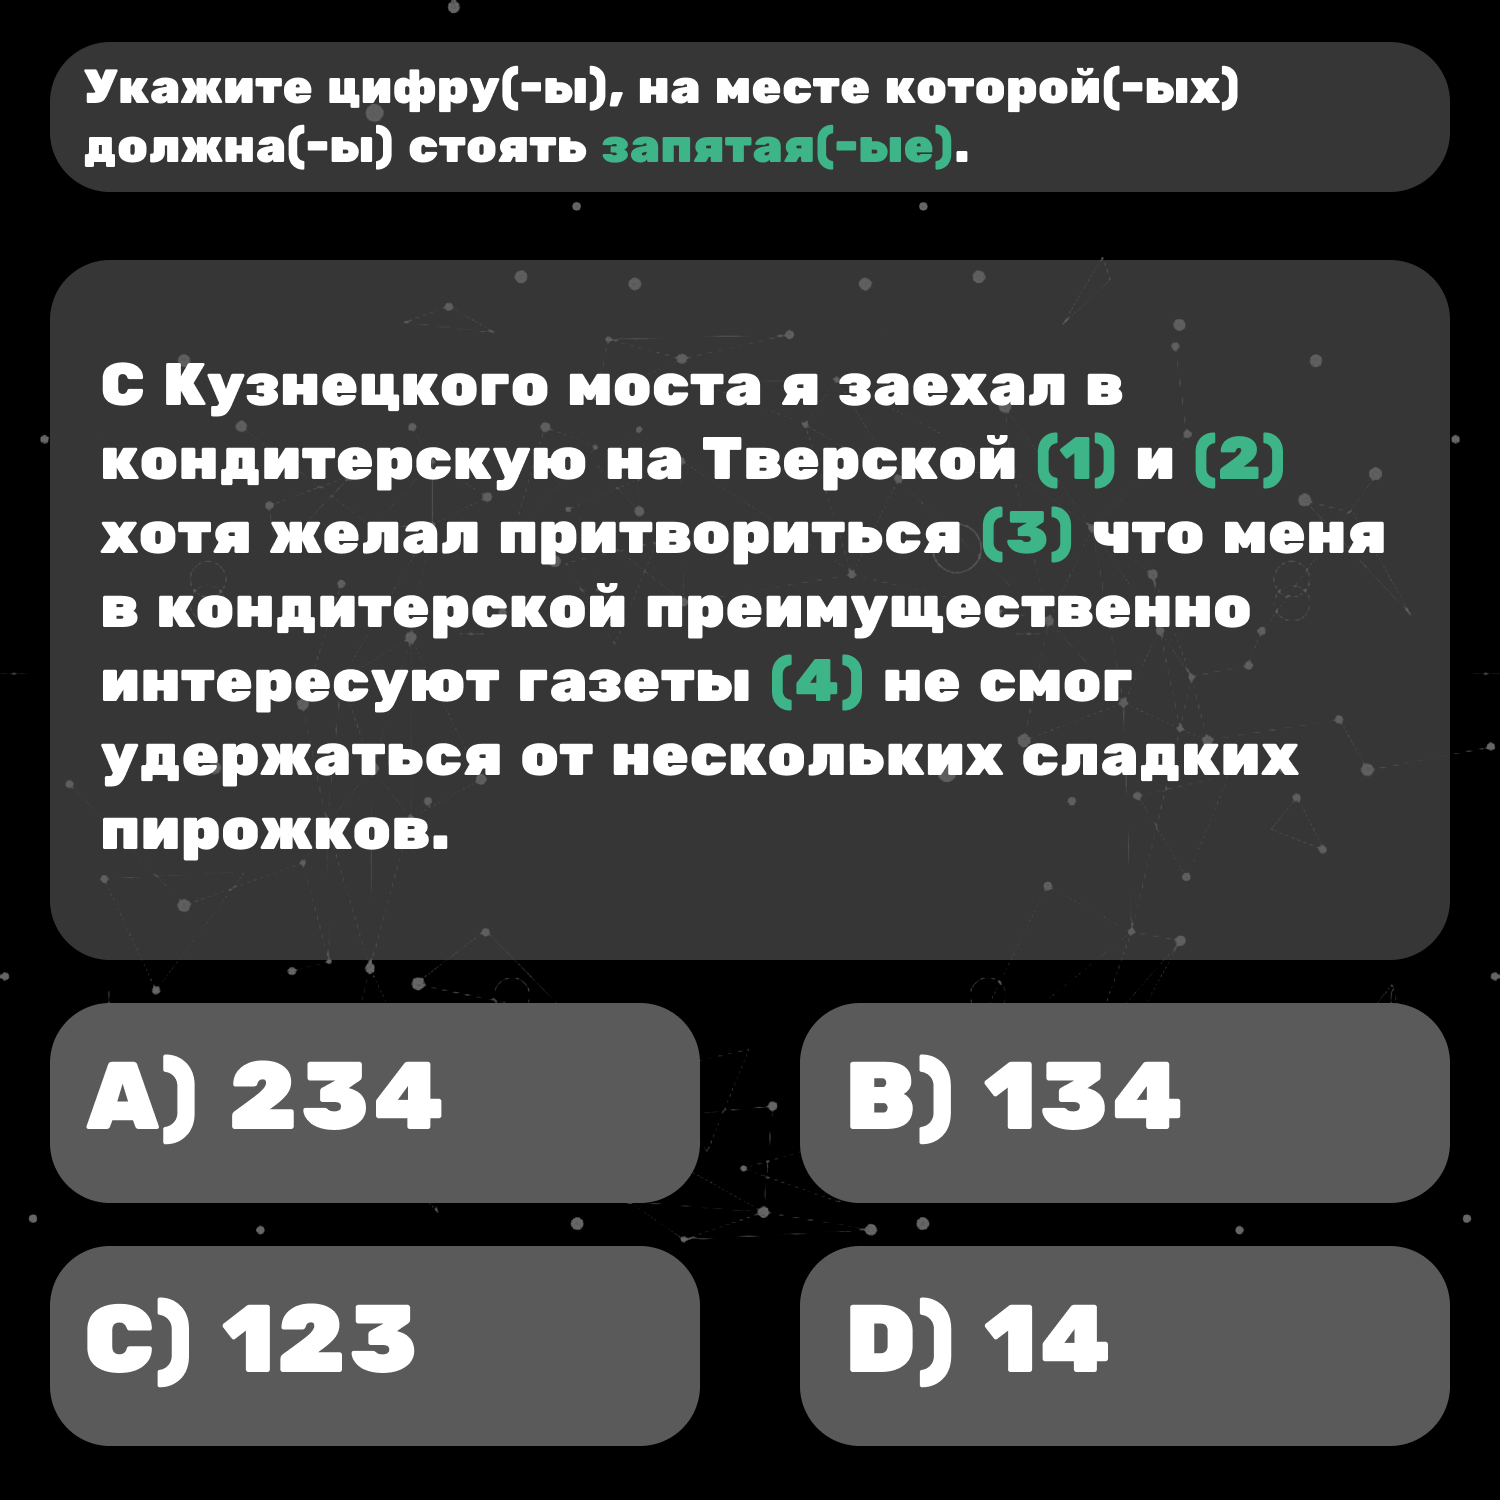 Укажите цифру(-ы), на месте которой(-ых)
должна(-ы) стоять запятая(-ые).
С Кузнецкого моста я заехал в
кондитерскую на Тверской (1) и (2)
хотя желал притвориться (3) что меня
в кондитерской преимущественно
интересуют газеты (4) не смог
удержаться от нескольких сладких
пирожков.
A) 234
B) 134
C) 123
D) 14